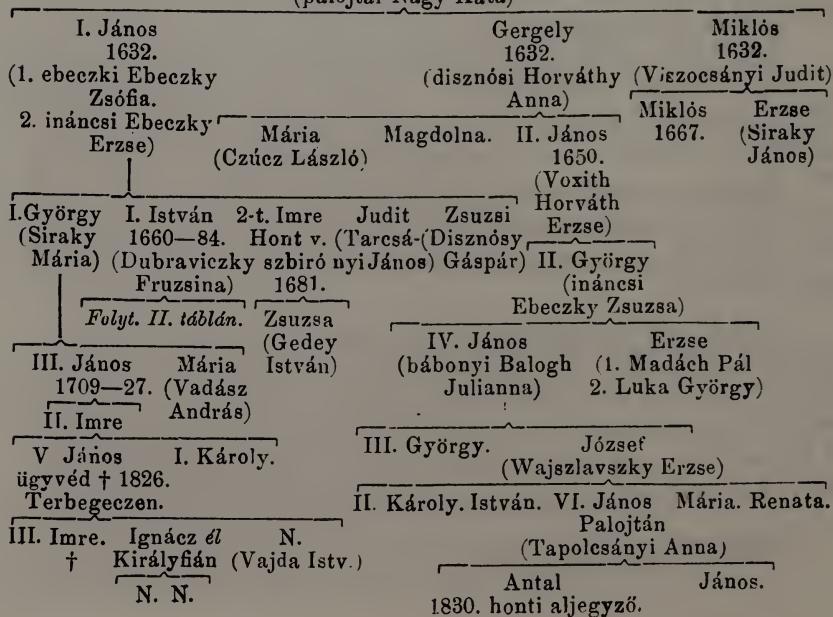 (palojtai Nagy Kata)
I. János Gergely Miklós
1632. 1632. 1632.
(1. ebeczki Ebeczky (disznósi Horváthy (Viszocsányi Judit)
Zsófia. Anna)
2. ináncsi Ebeczky Mária Magdolna. II. János Miklós Erzse
Erzse) (Czúcz László) 1650. 1667. (Siraky
(Voxith János)
I. György I. István 2-t. Imre Judit Zsuzsi Horváth
(Siraky 1660—84. Hont v. (Tarcsá- (Disznósy Erzse)
Mária) (Dubraviczky szbiró nyi János) Gáspár) II. György
Fruzsina) 1681. (ináncsi
Folyt. II. táblán. Zsuzsa Ebeczky Zsuzsa)
(Gedey IV. János Erzse
III. János Mária István) (bábonyi Balogh (1. Madách Pál
1709—27. (Vadász Julianna) 2. Luka György)
II. Imre András)
V János I. Károly. III. György. József
ügyvéd † 1826. (Wajszlavszky Erzse)
Terbegeczen. II. Károly. István. VI. János Mária. Renata.
III. Imre. Ignácz él N. Palojtán
† Királyfián (Vajda Istv.) (Tapolcsányi Anna)
N. N. Antal János.
1830. honti aljegyző.